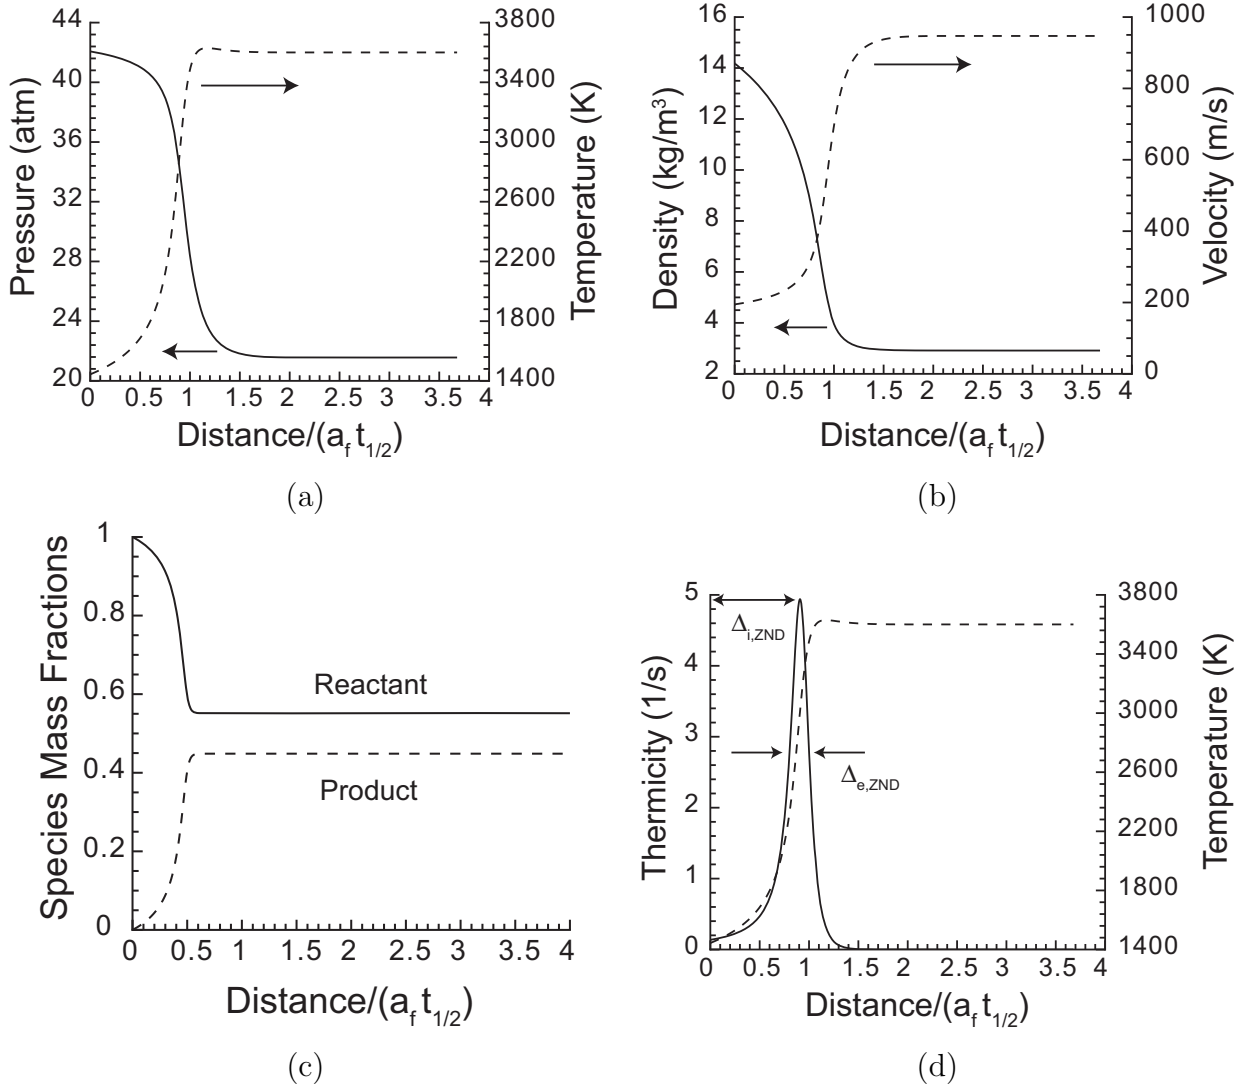 Pressure (atm)
44
40
36
32
28
24
20
0 0.5 1 1.5 2 2.5 3 3.5 4
Distance/(a_f t_1/2)
3800
3400
3000
2600
2200
1800
1400
Temperature (K)
(a)
Density (kg/m³)
16
14
12
10
8
6
4
2
0 0.5 1 1.5 2 2.5 3 3.5 4
Distance/(a_f t_1/2)
1000
800
600
400
200
0
Velocity (m/s)
(b)
Species Mass Fractions
1
0.8
0.6
0.4
0.2
0
Reactant
Product
0 0.5 1 1.5 2 2.5 3 3.5 4
Distance/(a_f t_1/2)
(c)
Thermicity (1/s)
5
4
3
2
1
0
Δ_i,ZND
Δ_e,ZND
0 0.5 1 1.5 2 2.5 3 3.5 4
Distance/(a_f t_1/2)
3800
3400
3000
2600
2200
1800
1400
Temperature (K)
(d)